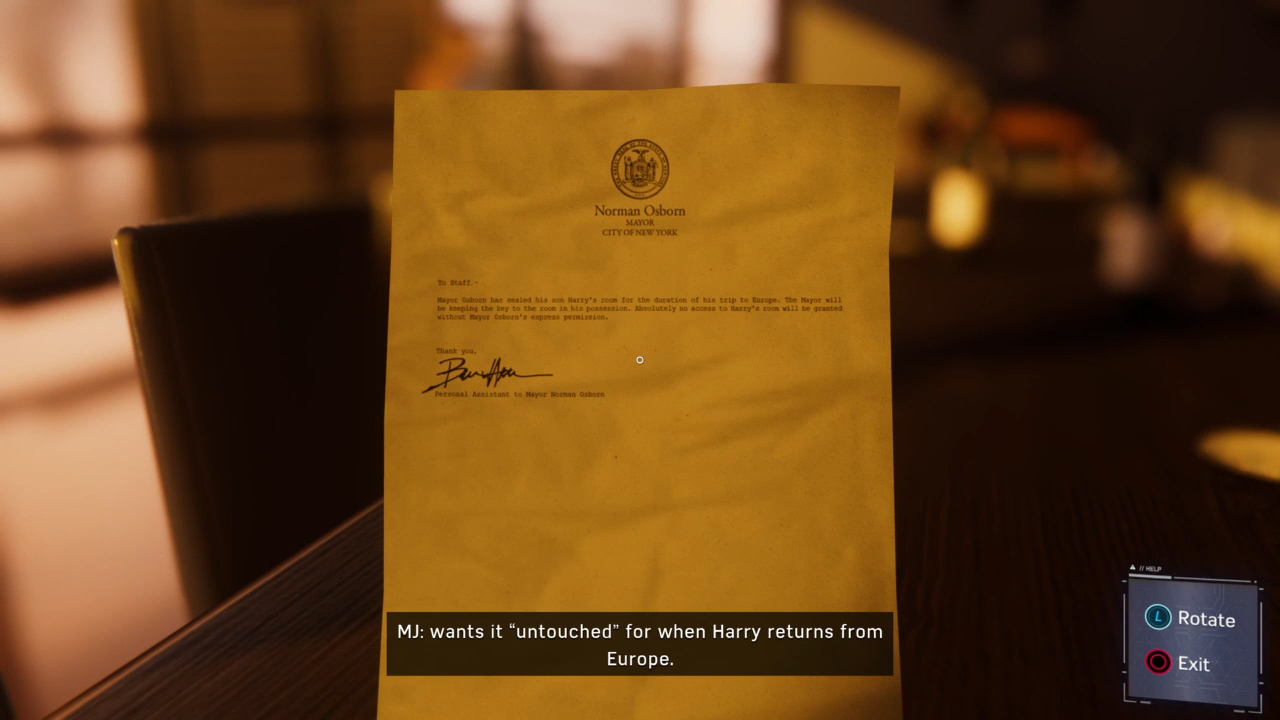 Norman Osborn
MAYOR
CITY OF NEW YORK
To Staff.-
Mayor Osborn has sealed his son Harry's room for the duration of his trip to Europe. The Mayor will
be keeping the key to the room in his possession. Absolutely no access to Harry's room will be granted
without Mayor Osborn's express permission.
Thank you,
Personal Assistant to Mayor Norman Osborn
MJ: wants it “untouched” for when Harry returns from
Europe.
// HELP
L Rotate
Exit